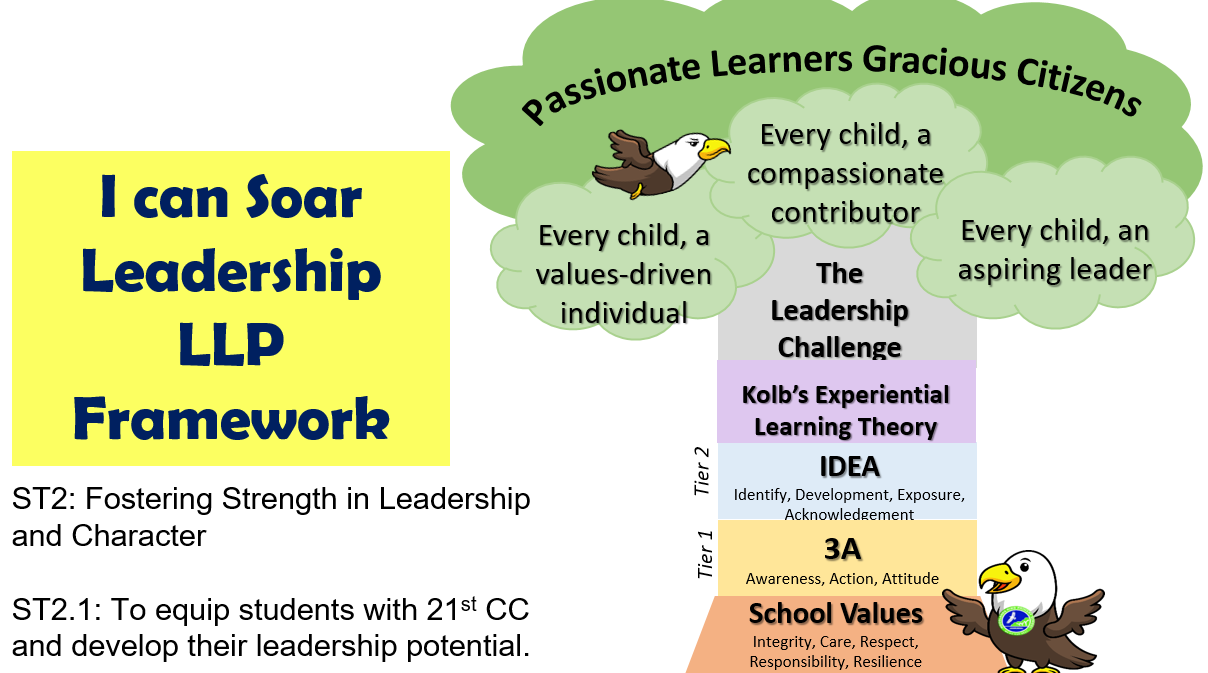 I can Soar
Leadership
LLP
Framework
ST2: Fostering Strength in Leadership
and Character
ST2.1: To equip students with 21st CC
and develop their leadership potential.
Passionate Learners Gracious Citizens
Every child, a
compassionate
contributor
Every child, a
values-driven
individual
Every child, an
aspiring leader
The
Leadership
Challenge
Kolb’s Experiential
Learning Theory
Tier 2
IDEA
Identify, Development, Exposure,
Acknowledgement
Tier 1
3A
Awareness, Action, Attitude
School Values
Integrity, Care, Respect,
Responsibility, Resilience